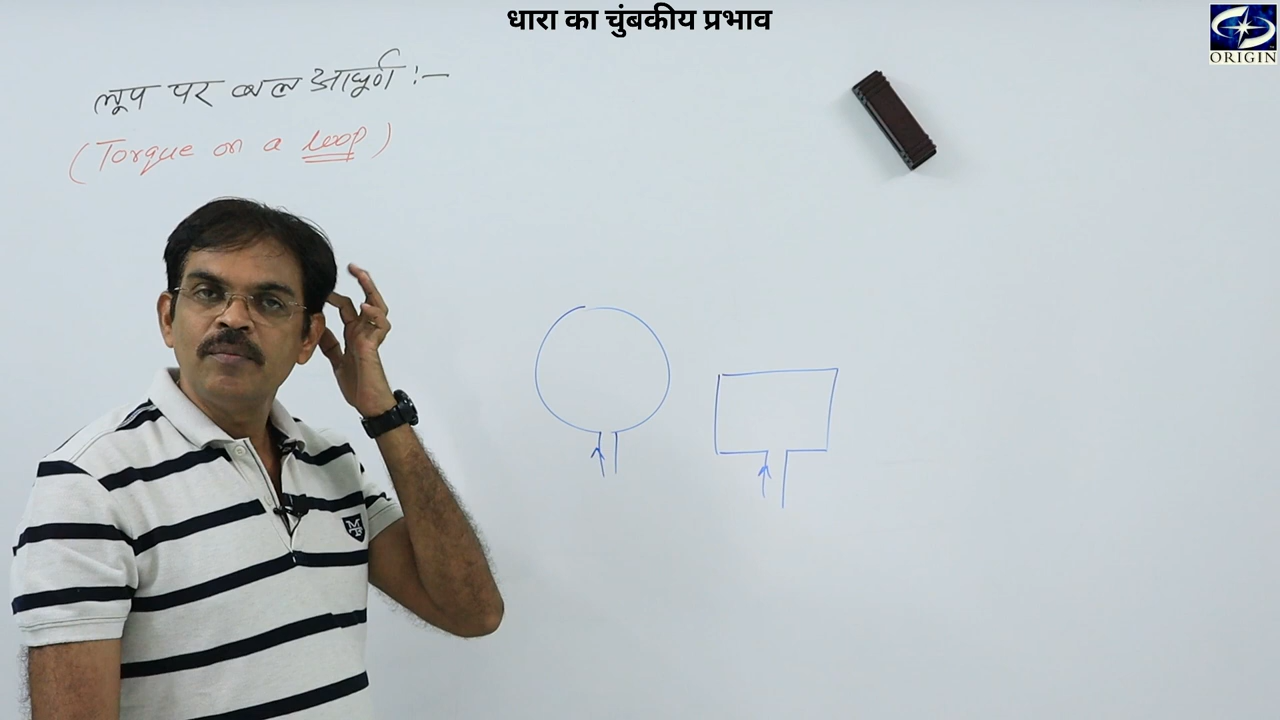 धारा का चुंबकीय प्रभाव
ORIGIN
लूप पर बल आघूर्ण :-
(Torque on a loop)